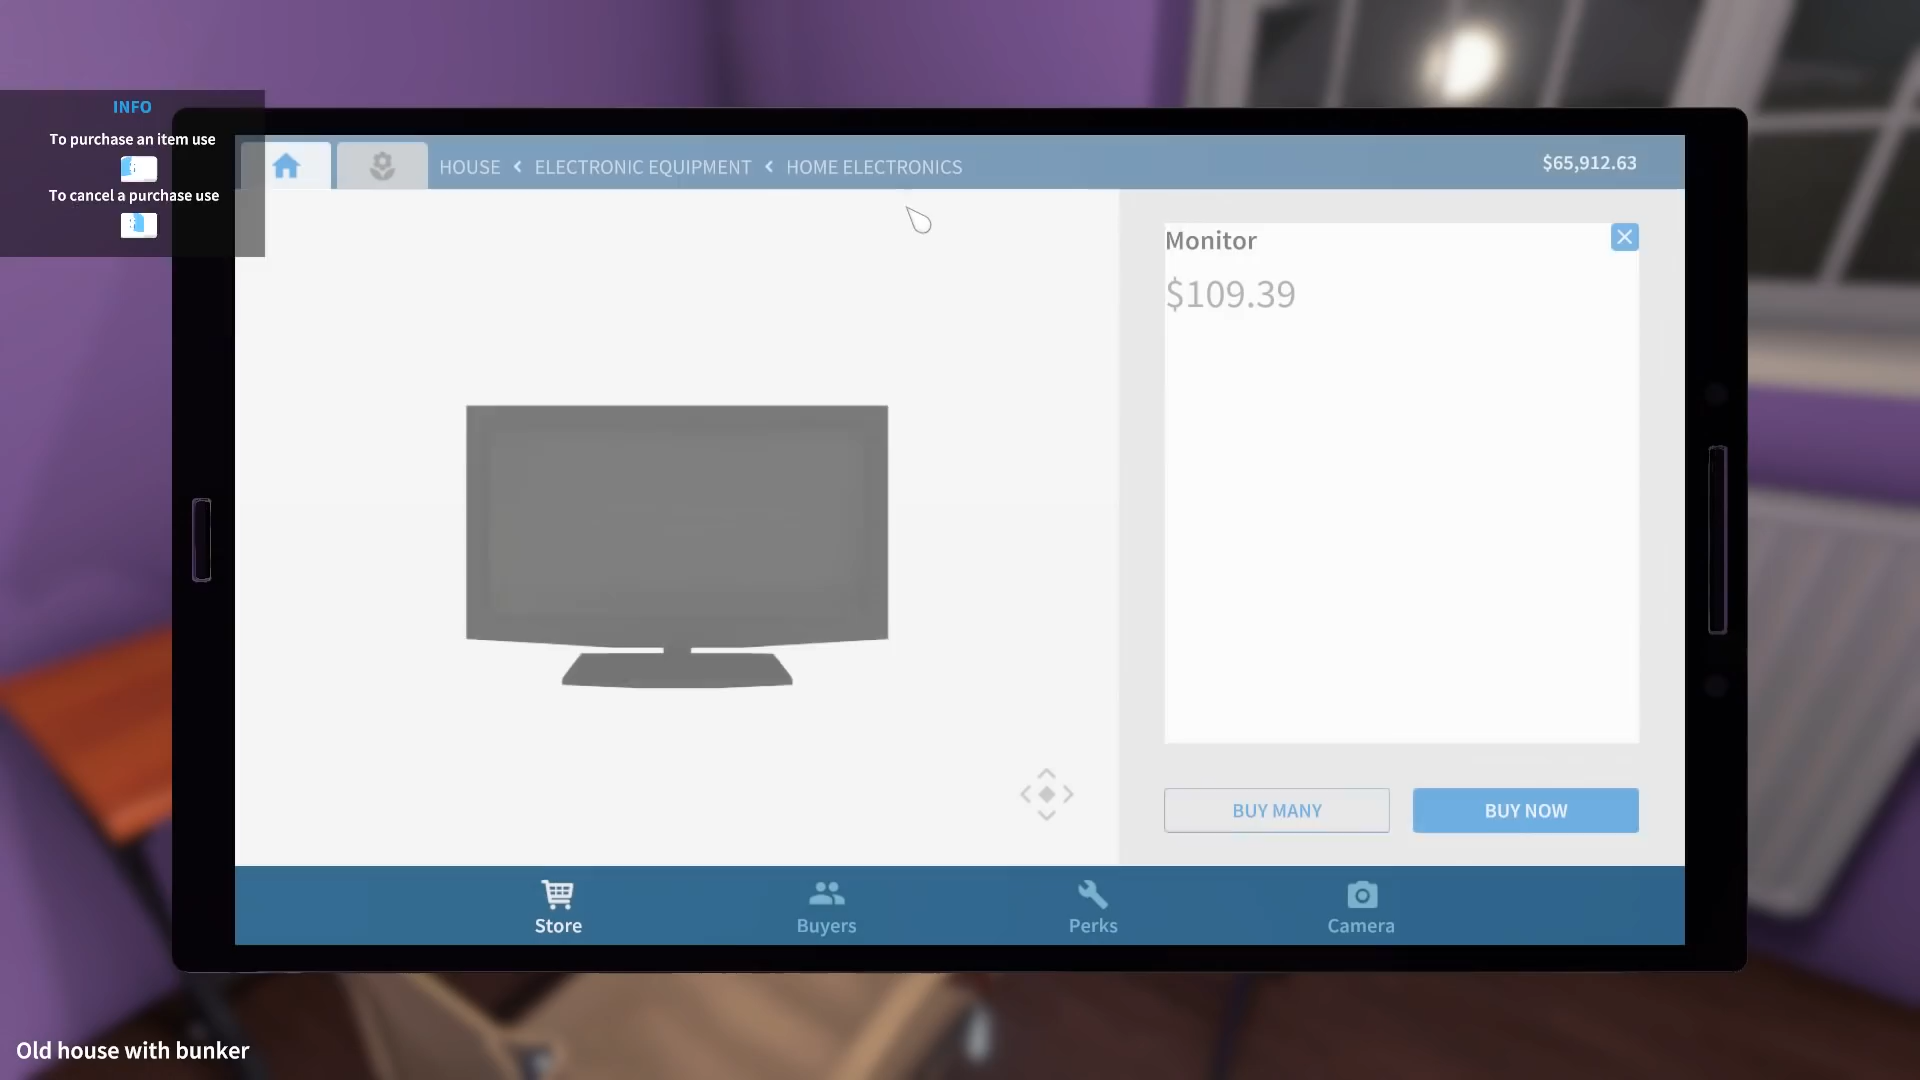 INFO
To purchase an item use
To cancel a purchase use
HOUSE
ELECTRONIC EQUIPMENT
HOME ELECTRONICS
$65,912.63
Monitor
$109.39
BUY MANY
BUY NOW
Store
Buyers
Perks
Camera
Old house with bunker